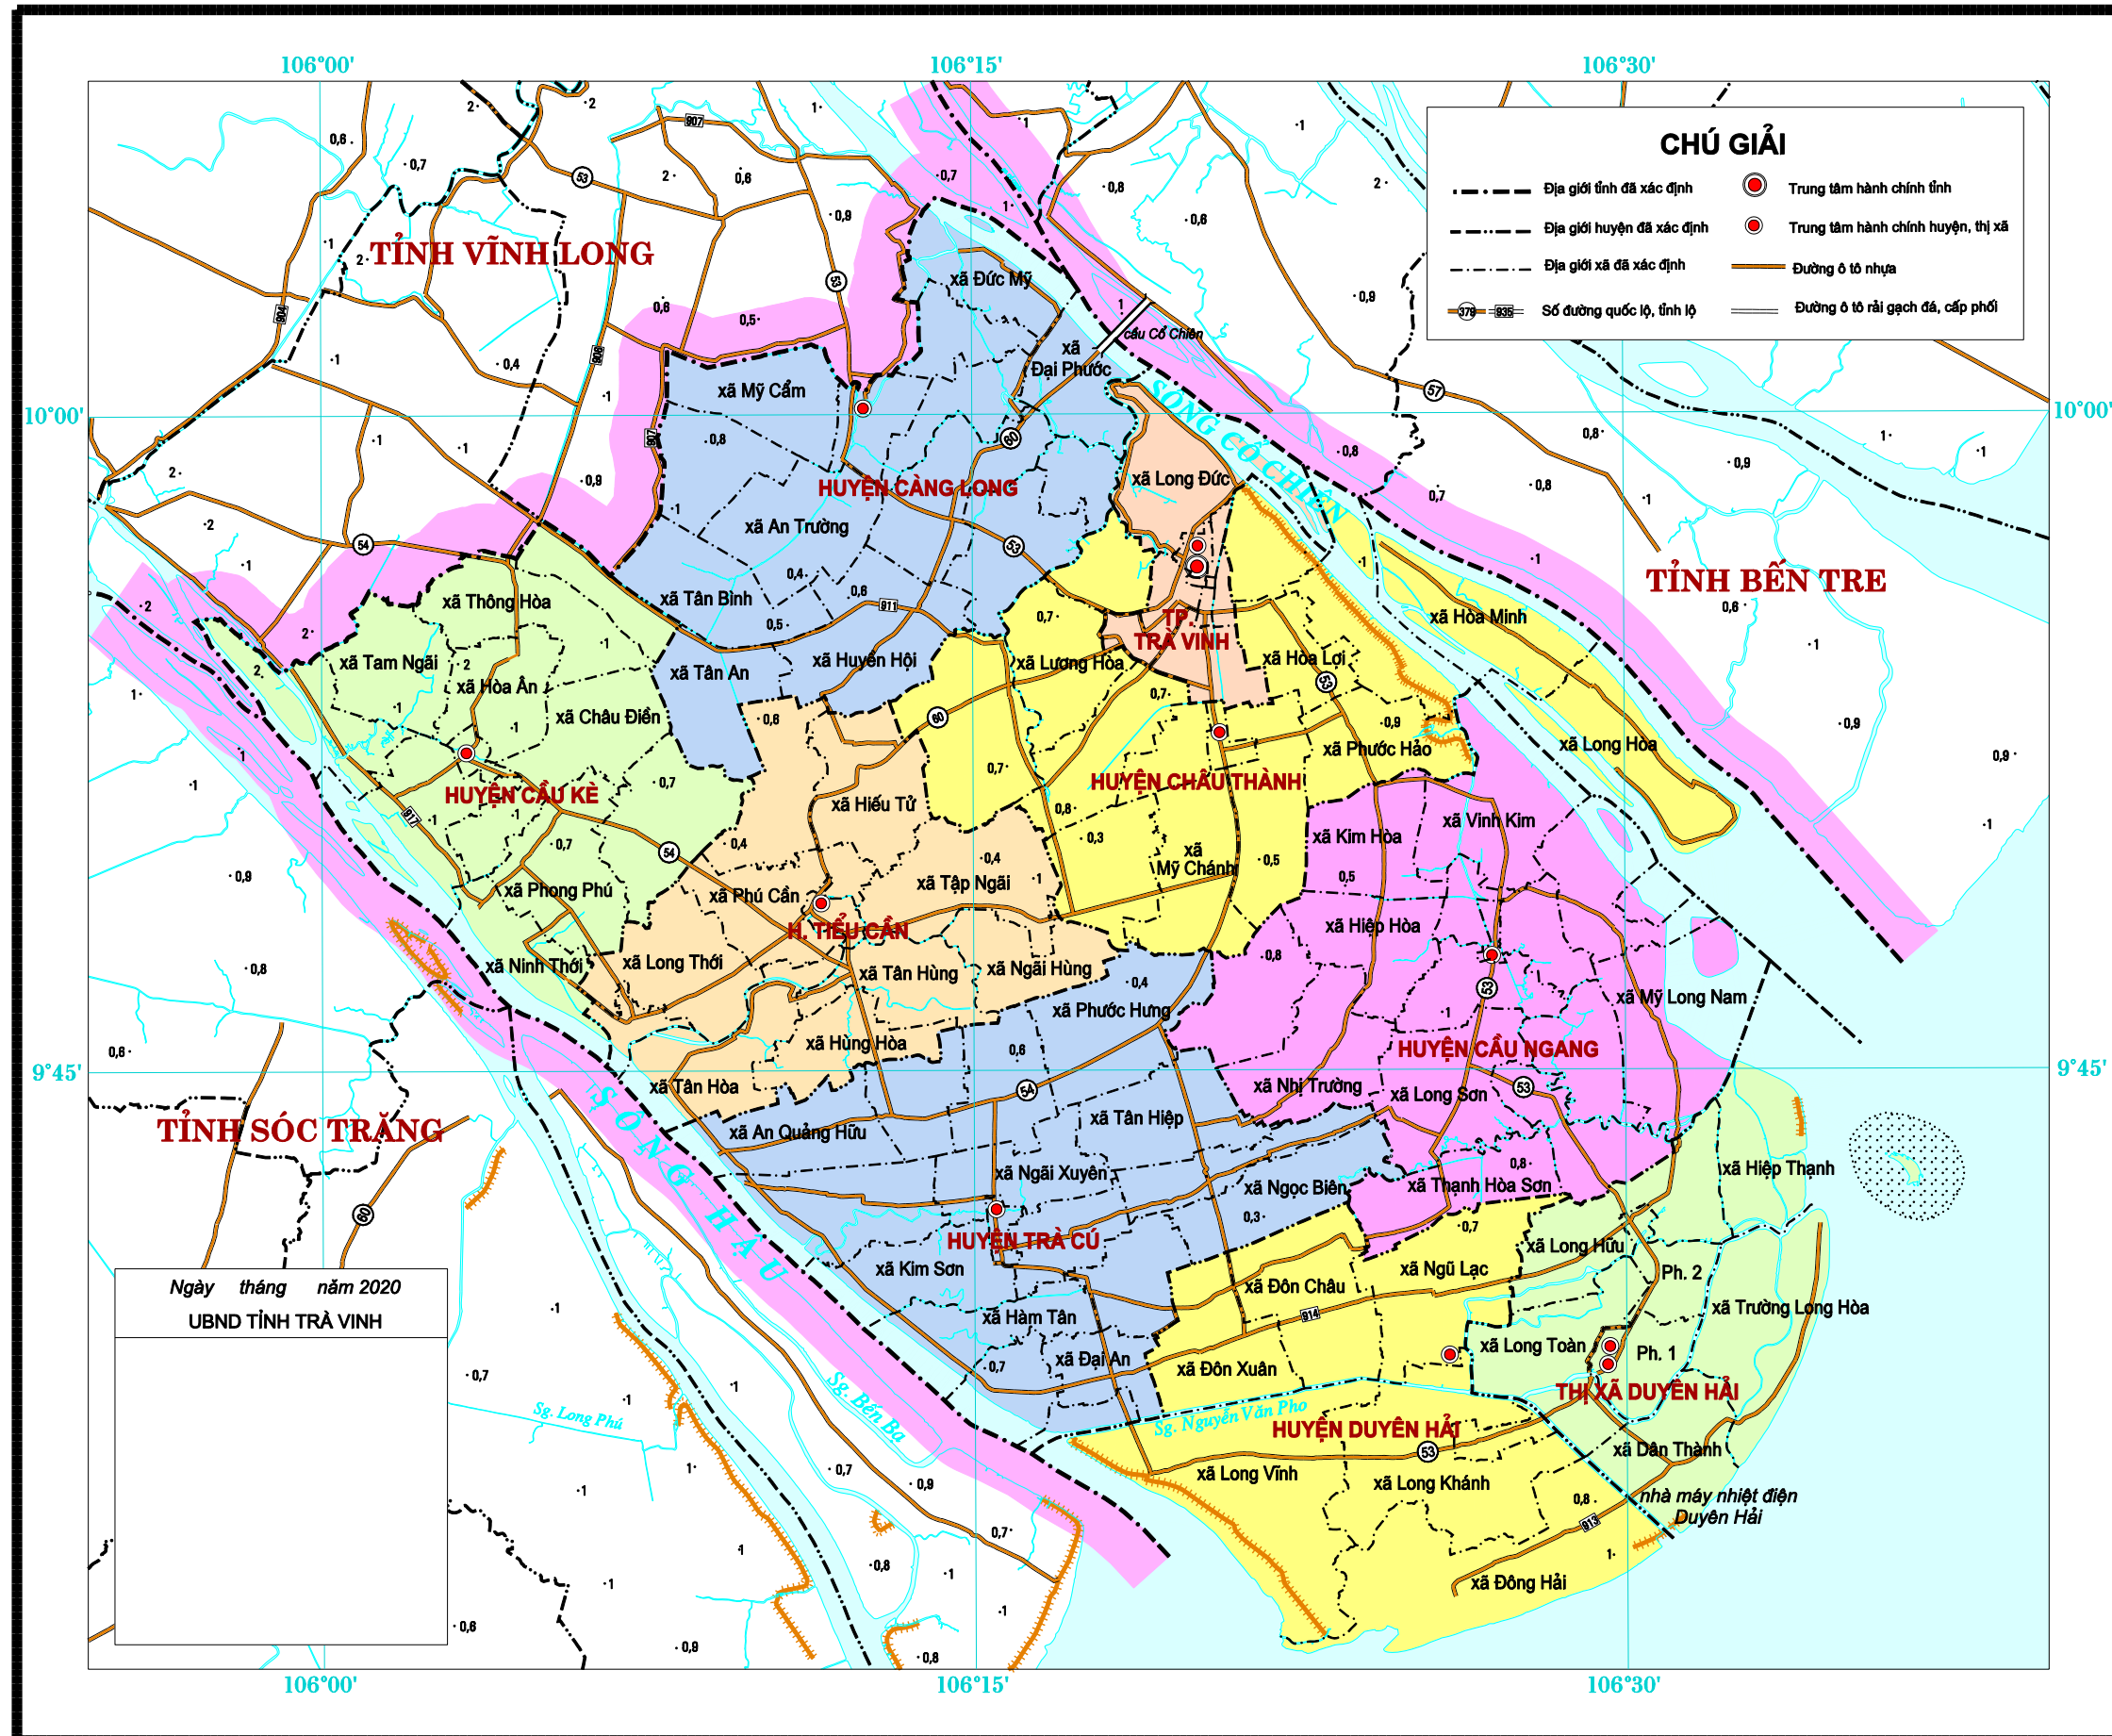 106°00'
106°15'
106°30'
CHÚ GIẢI
Địa giới tỉnh đã xác định
Trung tâm hành chính tỉnh
Địa giới huyện đã xác định
Trung tâm hành chính huyện, thị xã
Địa giới xã đã xác định
Đường ô tô nhựa
379
935
Số đường quốc lộ, tỉnh lộ
Đường ô tô rải gạch đá, cấp phối
TỈNH VĨNH LONG
TỈNH BẾN TRE
TỈNH SÓC TRĂNG
10°00'
10°00'
9°45'
9°45'
xã Đức Mỹ
xã
Đại Phước
cầu Cổ Chiên
SÔNG CỔ CHIÊN
xã Mỹ Cẩm
HUYỆN CÀNG LONG
xã An Trường
xã Tân Bình
xã Tân An
xã Huyền Hội
xã Long Đức
TP.
TRÀ VINH
xã Lương Hòa
xã Hòa Lợi
xã Hòa Minh
xã Long Hòa
xã Phước Hảo
HUYỆN CHÂU THÀNH
xã
Mỹ Chánh
xã Thông Hòa
xã Tam Ngãi
xã Hòa Ân
xã Châu Điền
HUYỆN CẦU KÈ
xã Phong Phú
xã Ninh Thới
xã Hiếu Tử
xã Phú Cần
xã Tập Ngãi
H. TIỂU CẦN
xã Long Thới
xã Tân Hùng
xã Ngãi Hùng
xã Hùng Hòa
xã Tân Hòa
xã Kim Hòa
xã Vinh Kim
xã Hiệp Hòa
xã Mỹ Long Nam
HUYỆN CẦU NGANG
xã Nhị Trường
xã Long Sơn
xã Thạnh Hòa Sơn
xã Phước Hưng
xã Tân Hiệp
xã An Quảng Hữu
xã Ngãi Xuyên
xã Ngọc Biên
HUYỆN TRÀ CÚ
xã Kim Sơn
xã Hàm Tân
xã Đại An
SÔNG HẬU
xã Hiệp Thạnh
xã Long Hữu
xã Ngũ Lạc
xã Đôn Châu
xã Đôn Xuân
Ph. 2
xã Trường Long Hòa
xã Long Toàn
Ph. 1
THỊ XÃ DUYÊN HẢI
HUYỆN DUYÊN HẢI
xã Dân Thành
xã Long Vĩnh
xã Long Khánh
xã Đông Hải
nhà máy nhiệt điện
Duyên Hải
Sg. Nguyễn Văn Pho
Sg. Bến Bạ
Sg. Long Phú
Ngày tháng năm 2020
UBND TỈNH TRÀ VINH
106°00'
106°15'
106°30'